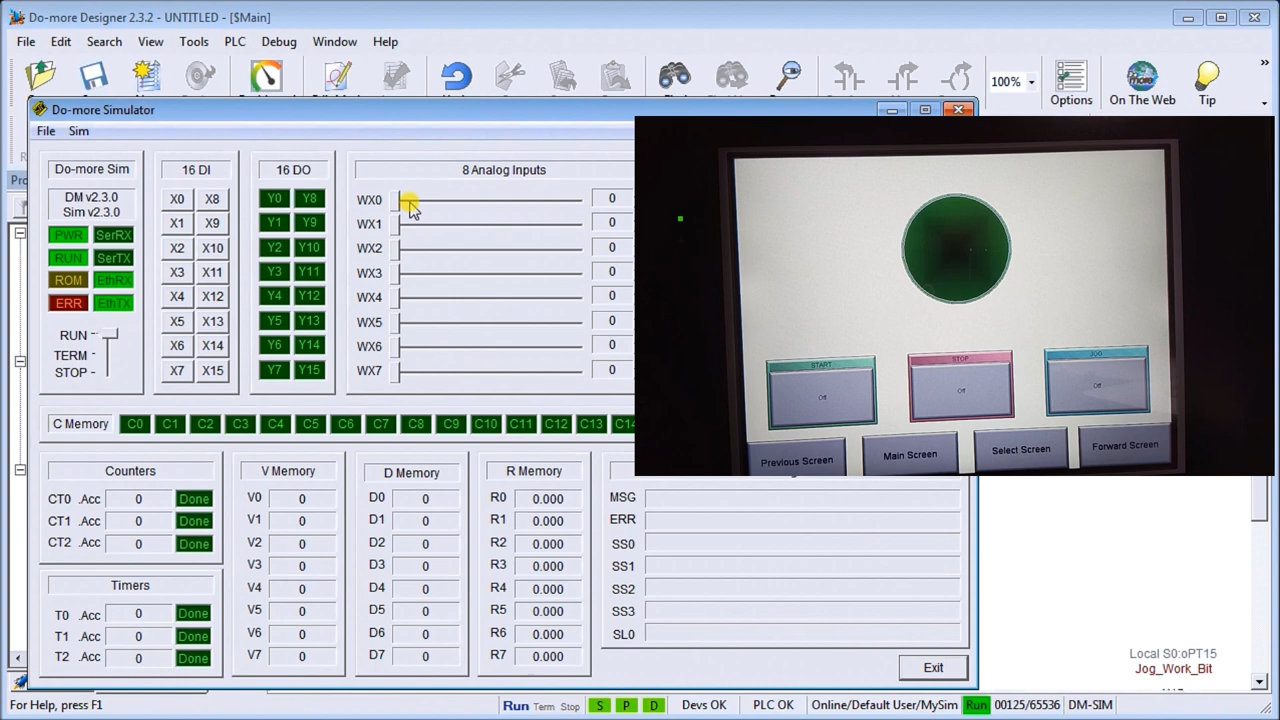 Do-more Designer 2.3.2 - UNTITLED - [$Main]
File Edit Search View Tools PLC Debug Window Help
100%
Options
On The Web
Tip
Do-more Simulator
File Sim
Do-more Sim
DM v2.3.0
Sim v2.3.0
PWR SerRX
RUN SerTX
ROM EthRX
ERR EthTX
RUN
TERM
STOP
16 DI
X0 X8
X1 X9
X2 X10
X3 X11
X4 X12
X5 X13
X6 X14
X7 X15
16 DO
Y0 Y8
Y1 Y9
Y2 Y10
Y3 Y11
Y4 Y12
Y5 Y13
Y6 Y14
Y7 Y15
8 Analog Inputs
WX0 0
WX1 0
WX2 0
WX3 0
WX4 0
WX5 0
WX6 0
WX7 0
START
Off
STOP
Off
JOG
Off
Previous Screen
Main Screen
Select Screen
Forward Screen
C Memory C0 C1 C2 C3 C4 C5 C6 C7 C8 C9 C10 C11 C12 C13
Counters
CT0 .Acc 0 Done
CT1 .Acc 0 Done
CT2 .Acc 0 Done
Timers
T0 .Acc 0 Done
T1 .Acc 0 Done
T2 .Acc 0 Done
V Memory
V0 0
V1 0
V2 0
V3 0
V4 0
V5 0
V6 0
V7 0
D Memory
D0 0
D1 0
D2 0
D3 0
D4 0
D5 0
D6 0
D7 0
R Memory
R0 0.000
R1 0.000
R2 0.000
R3 0.000
R4 0.000
R5 0.000
R6 0.000
R7 0.000
MSG
ERR
SS0
SS1
SS2
SS3
SL0
Exit
Local S0:oPT15
Jog_Work_Bit
For Help, press F1
Run Term Stop
S P D
Devs OK
PLC OK
Online/Default User/MySim
Run
00125/65536
DM-SIM